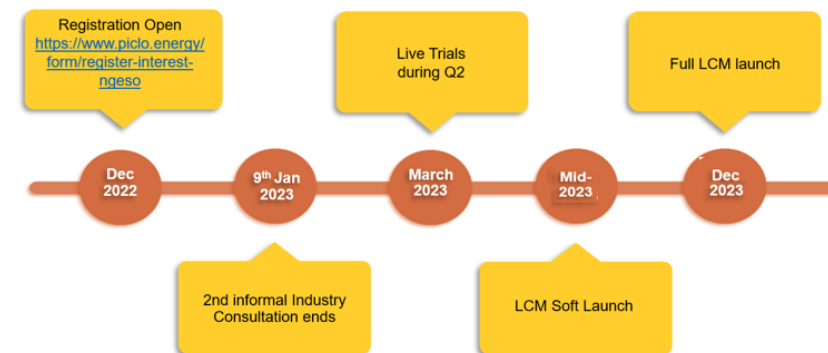 Registration Open
https://www.piclo.energy/
form/register-interest-
ngeso
Live Trials
during Q2
Full LCM launch
Dec
2022
9th Jan
2023
March
2023
Mid-
2023
Dec
2023
2nd informal Industry
Consultation ends
LCM Soft Launch